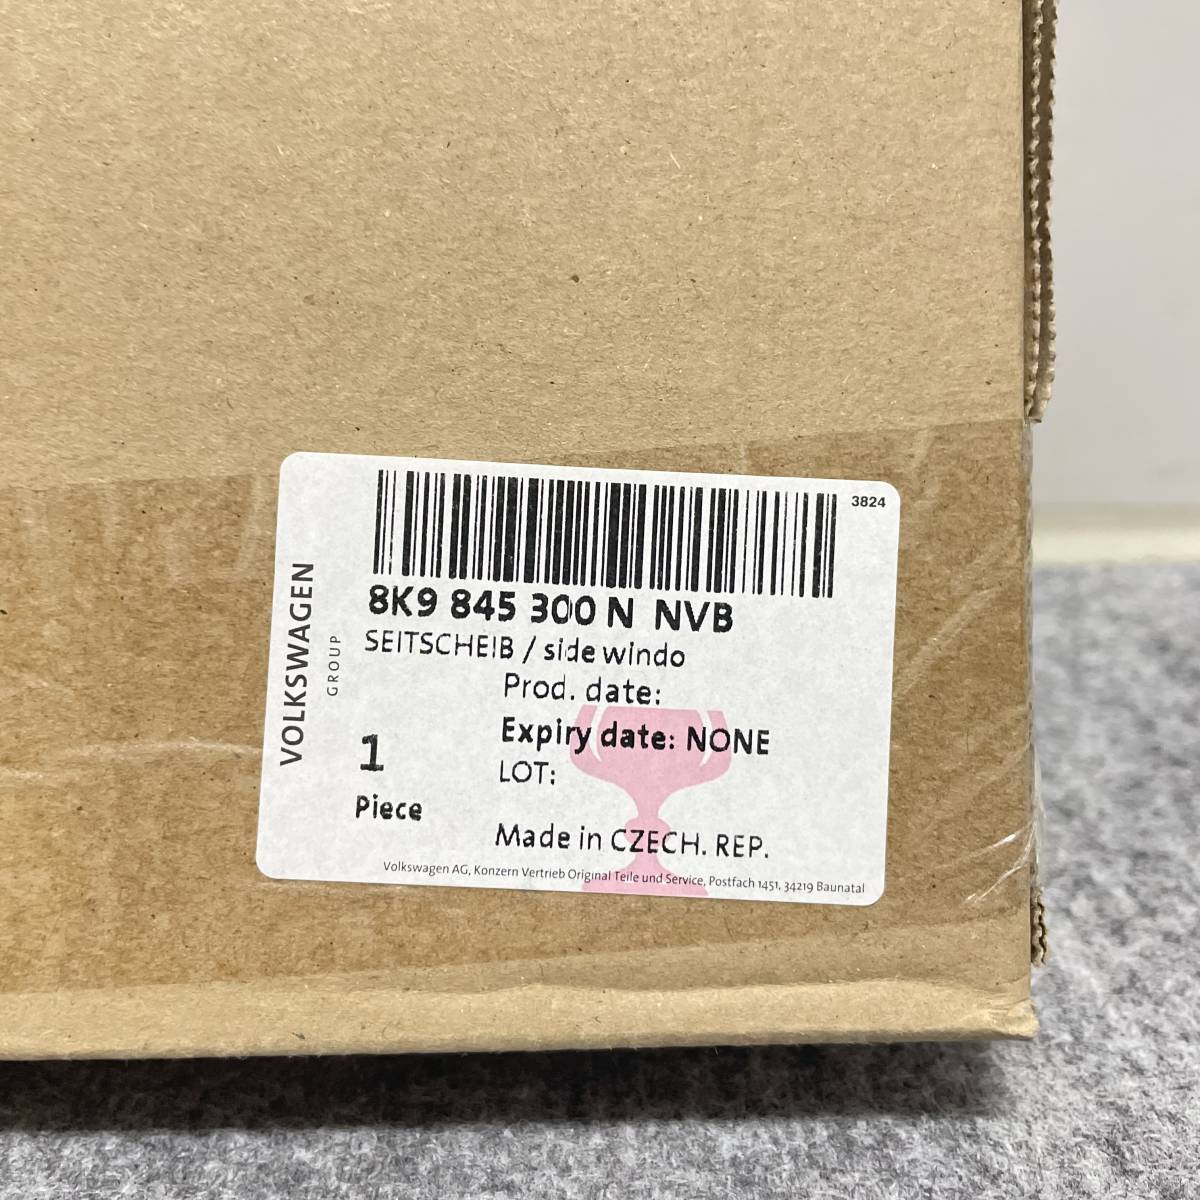 3824
8K9 845 300 N NVB
SEITSCHEIB / side windo
Prod. date:
Expiry date: NONE
LOT:
1
Piece
Made in CZECH. REP.
Volkswagen AG, Konzern Vertrieb Original Teile und Service, Postfach 1451, 34219 Baunatal
VOLKSWAGEN
GROUP